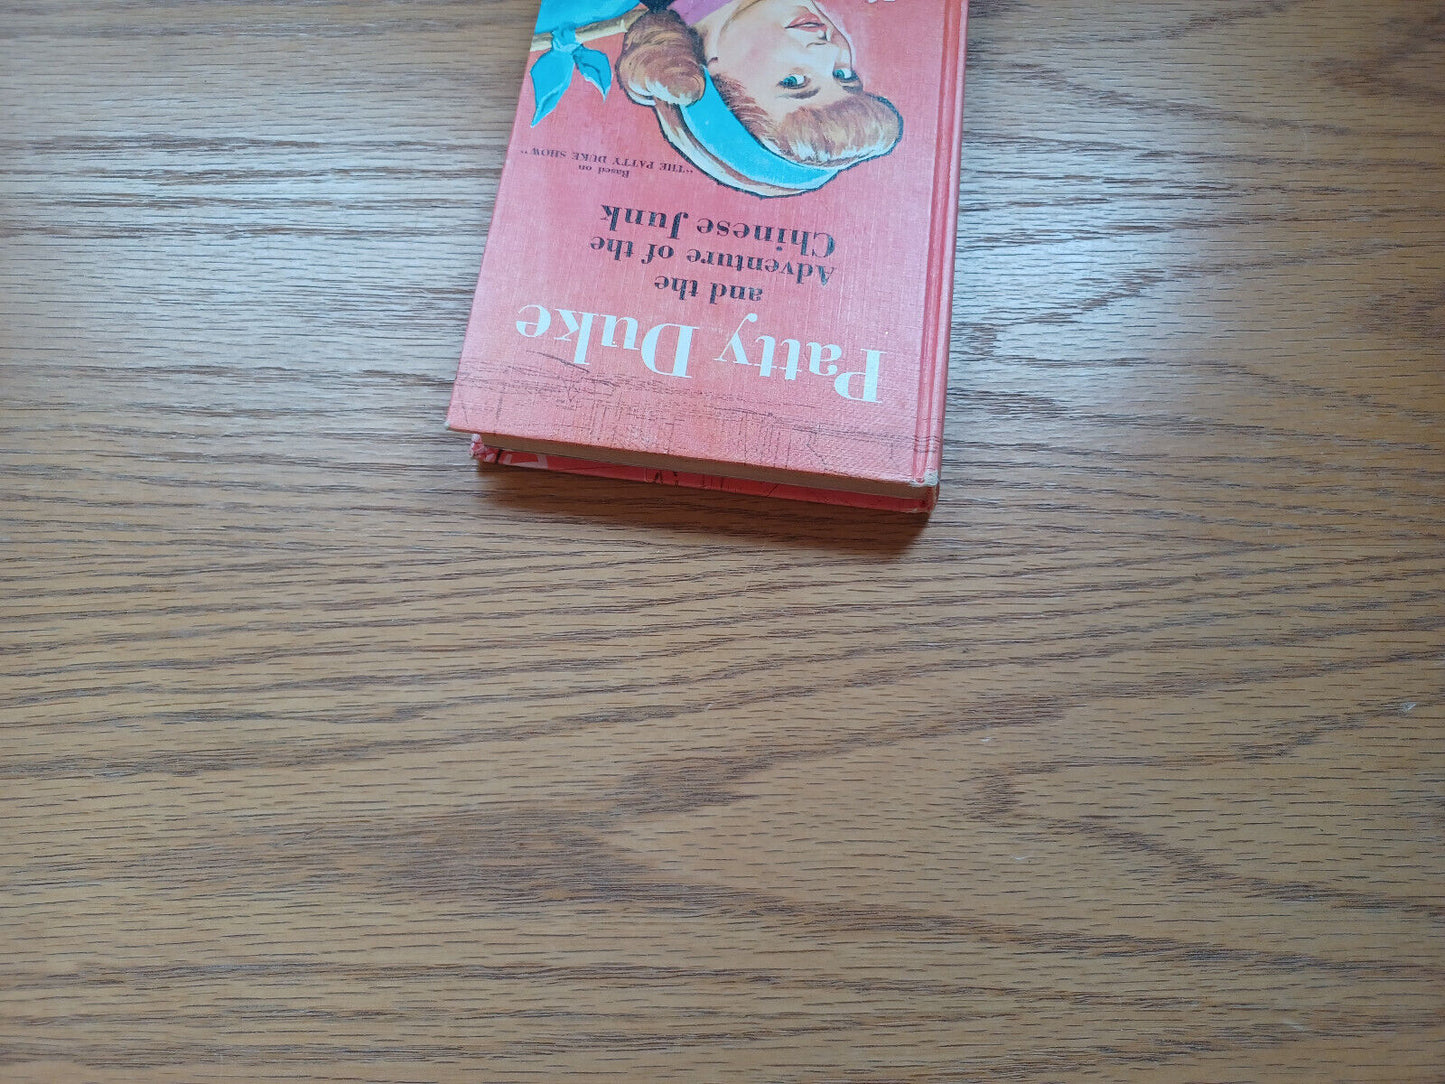 Patty Duke
and the
Adventure of the
Chinese Junk
Based on
"THE PATTY DUKE SHOW"